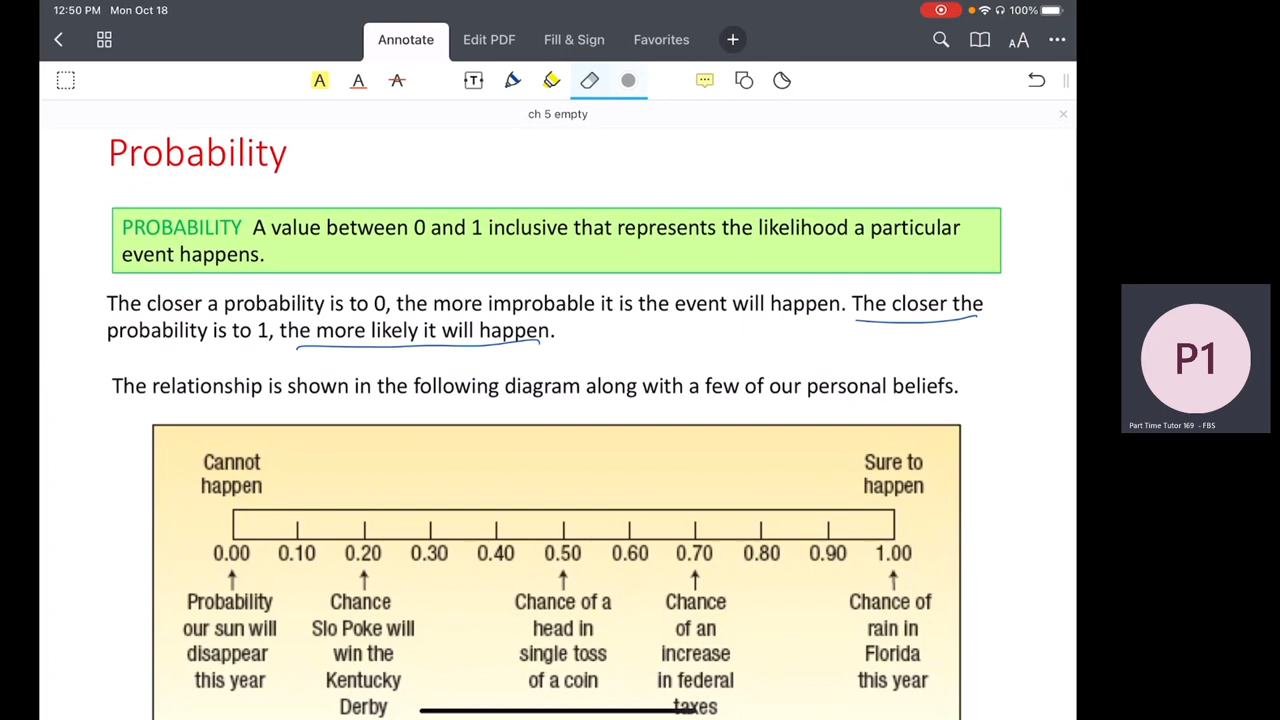 12:50 PM Mon Oct 18
100%
Annotate Edit PDF Fill & Sign Favorites +
A A A T AA
ch 5 empty
Probability
PROBABILITY A value between 0 and 1 inclusive that represents the likelihood a particular
event happens.
The closer a probability is to 0, the more improbable it is the event will happen. The closer the
probability is to 1, the more likely it will happen.
The relationship is shown in the following diagram along with a few of our personal beliefs.
Cannot
happen
Sure to
happen
0.00 0.10 0.20 0.30 0.40 0.50 0.60 0.70 0.80 0.90 1.00
Probability
our sun will
disappear
this year
Chance
Slo Poke will
win the
Kentucky
Derby
Chance of a
head in
single toss
of a coin
Chance
of an
increase
in federal
taxes
Chance of
rain in
Florida
this year
P1
Part Time Tutor 169 - FBS